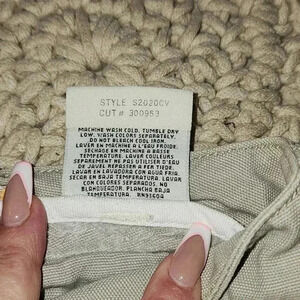 STYLE S2020CV
CUT # 300953
MACHINE WASH COLD, TUMBLE DRY
LOW. WASH COLORS SEPARATELY.
DO NOT BLEACH COOL IRON.
LAVER EN MACHINE A L'EAU FROIDE.
SECHAGE EN MACHINE A BASSE
TEMPERATURE. LAVER COULEURS
SEPAREMENT NE PAS UTILISER D'EAU
DE JAVEL REPASSER A FER TIEDE.
LAVAR EN LAVADORA CON AGUA FRIA.
SECAR EN BAJA TEMPERATURA. LAVAR
CON COLORES SEPARADOS. NO
BLANQUEADOR. PLANCHA BAJA
TEMPERATURA.